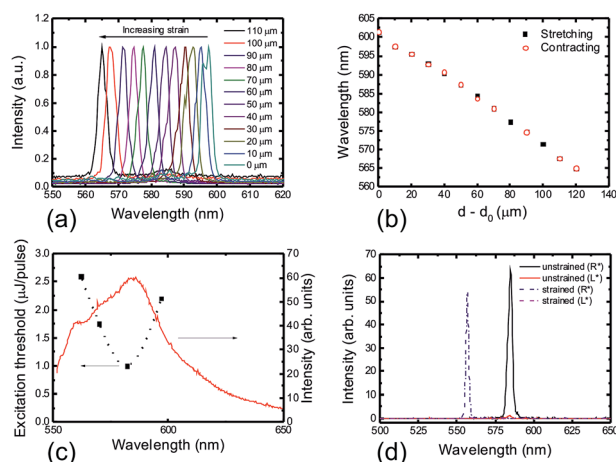 Increasing strain
110 μm
100 μm
90 μm
80 μm
70 μm
60 μm
50 μm
40 μm
30 μm
20 μm
10 μm
0 μm
Intensity (a.u.)
1.0
0.8
0.6
0.4
0.2
0.0
550 560 570 580 590 600 610 620
Wavelength (nm)
(a)
Stretching
Contracting
Wavelength (nm)
605
600
595
590
585
580
575
570
565
560
0 20 40 60 80 100 120 140
d - d0 (μm)
(b)
Excitation threshold (μJ/pulse)
3.0
2.5
2.0
1.5
1.0
0.5
0.0
70
60
50
40
30
20
10
0
Intensity (arb. units)
550 600 650
Wavelength (nm)
(c)
unstrained (R*)
unstrained (L*)
strained (R*)
strained (L*)
Intensity (arb. units)
70
60
50
40
30
20
10
0
500 525 550 575 600 625 650
Wavelength (nm)
(d)